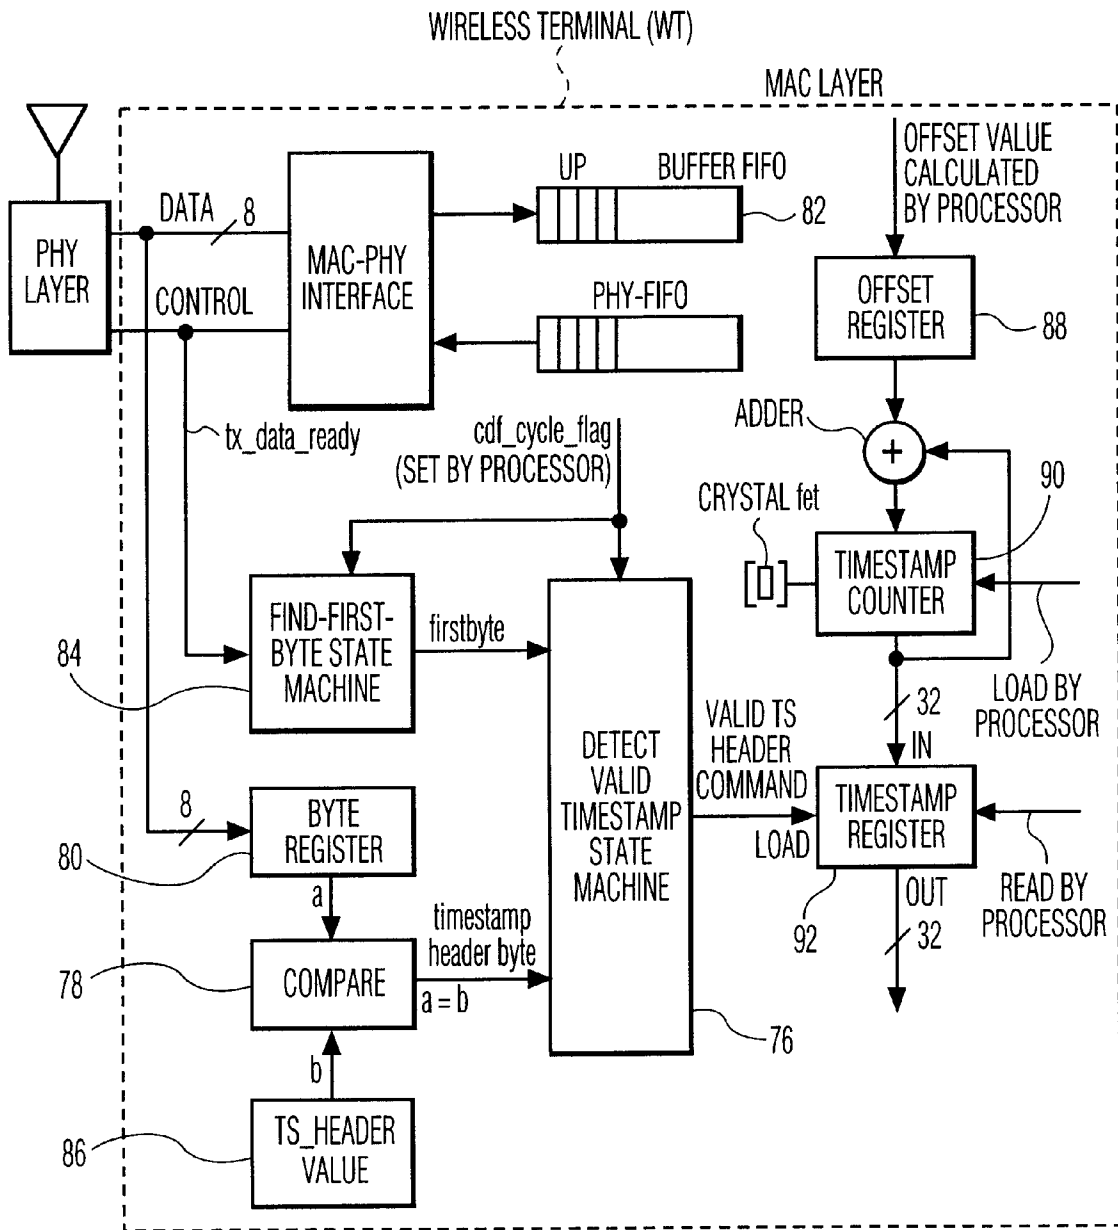 WIRELESS TERMINAL (WT)
MAC LAYER
PHY
LAYER
DATA
8
CONTROL
MAC-PHY
INTERFACE
UP
BUFFER FIFO
82
PHY-FIFO
OFFSET VALUE
CALCULATED
BY PROCESSOR
OFFSET
REGISTER
88
ADDER
+
tx_data_ready
cdf_cycle_flag
(SET BY PROCESSOR)
CRYSTAL fet
90
TIMESTAMP
COUNTER
FIND-FIRST-
BYTE STATE
MACHINE
84
firstbyte
32
IN
LOAD BY
PROCESSOR
DETECT
VALID
TIMESTAMP
STATE
MACHINE
VALID TS
HEADER
COMMAND
LOAD
TIMESTAMP
REGISTER
8
BYTE
REGISTER
80
a
92
OUT
32
READ BY
PROCESSOR
timestamp
header byte
a = b
78
COMPARE
b
76
TS_HEADER
VALUE
86